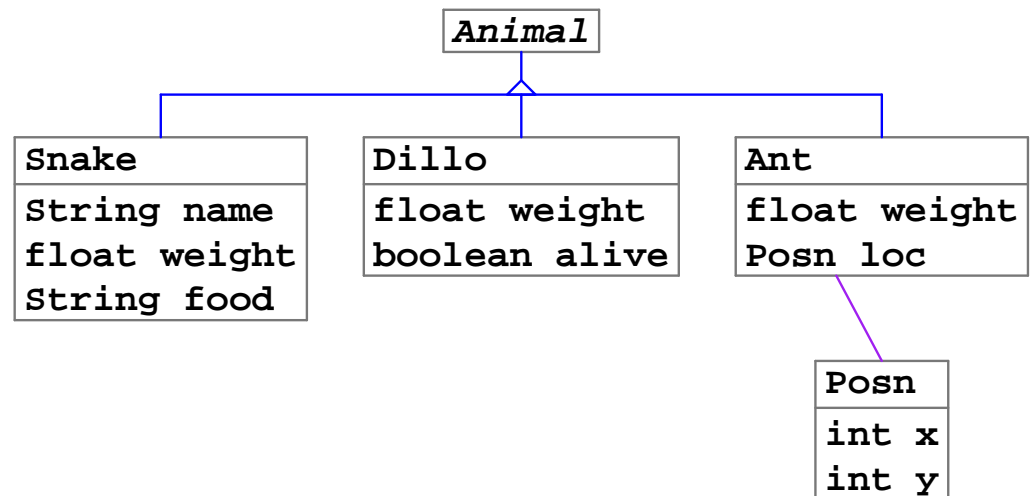 Animal
Snake
String name
float weight
String food
Dillo
float weight
boolean alive
Ant
float weight
Posn loc
Posn
int x
int y